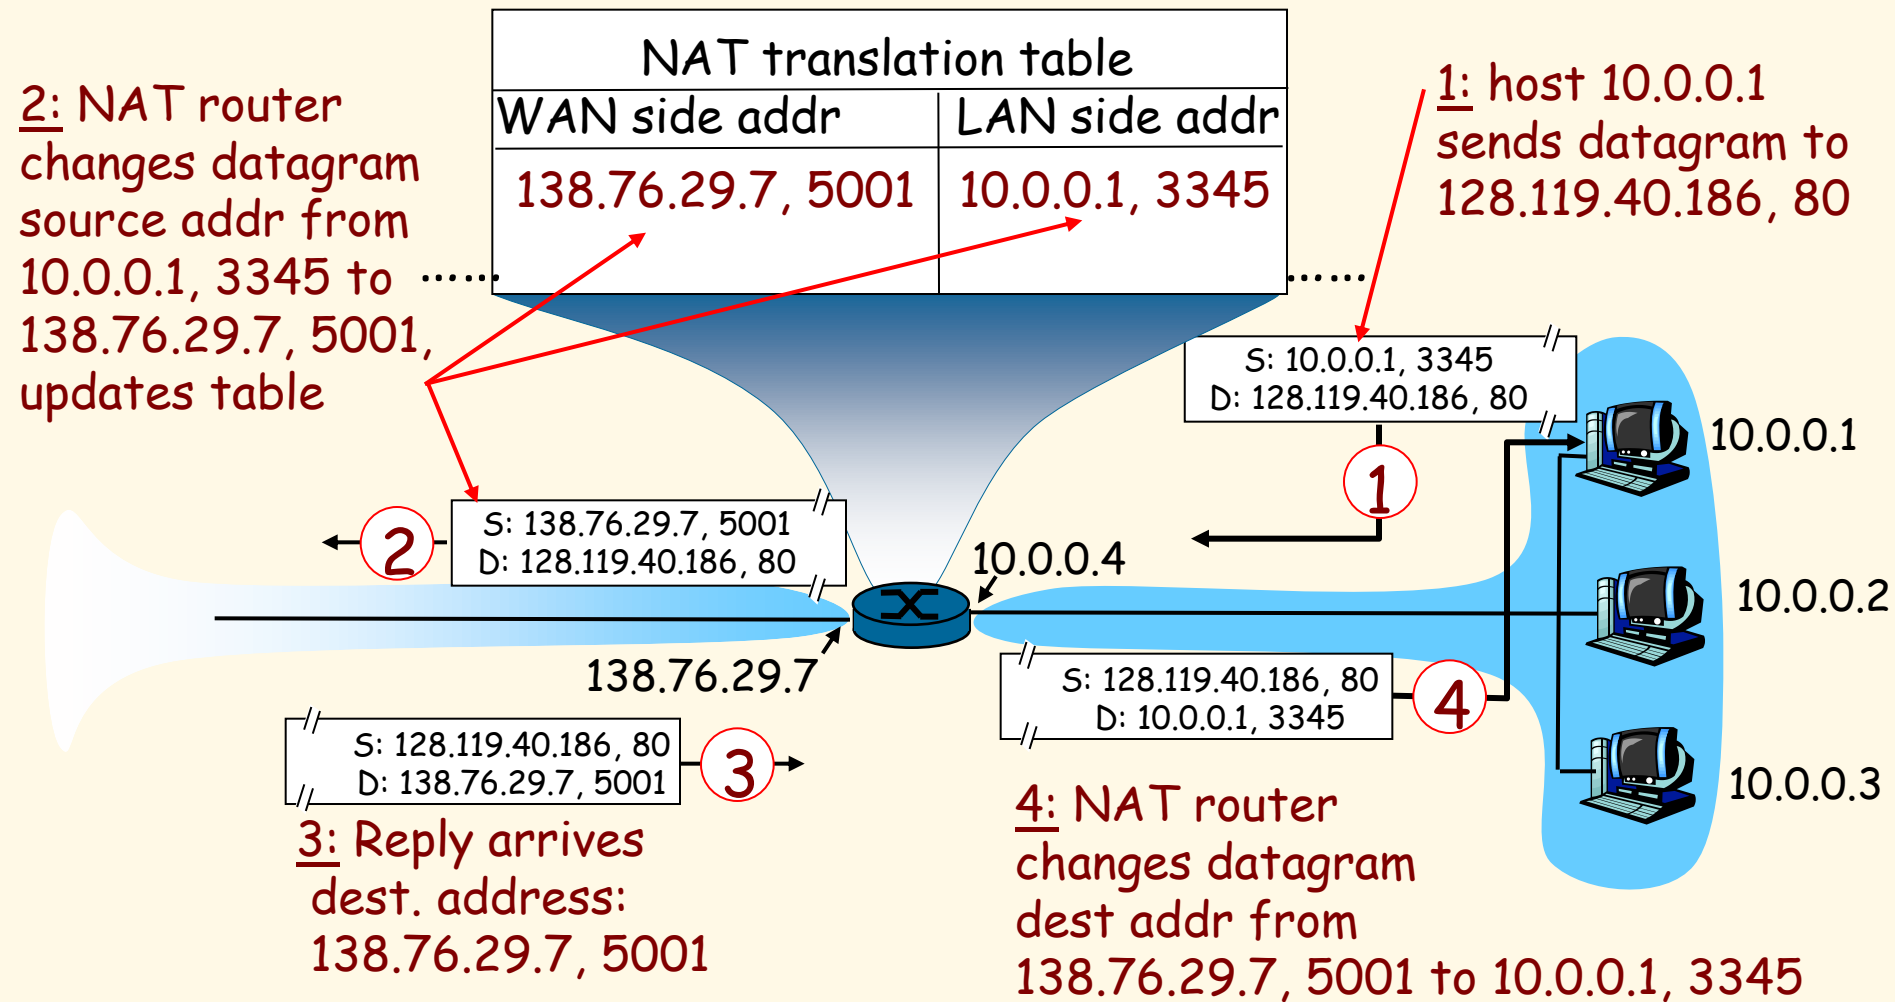 NAT translation table
WAN side addr LAN side addr
138.76.29.7, 5001 10.0.0.1, 3345
...... ......
2: NAT router
changes datagram
source addr from
10.0.0.1, 3345 to
138.76.29.7, 5001,
updates table
1: host 10.0.0.1
sends datagram to
128.119.40.186, 80
S: 10.0.0.1, 3345
D: 128.119.40.186, 80
1
10.0.0.1
S: 138.76.29.7, 5001
D: 128.119.40.186, 80
2
10.0.0.4
10.0.0.2
138.76.29.7
S: 128.119.40.186, 80
D: 10.0.0.1, 3345
4
S: 128.119.40.186, 80
D: 138.76.29.7, 5001
3
10.0.0.3
3: Reply arrives
dest. address:
138.76.29.7, 5001
4: NAT router
changes datagram
dest addr from
138.76.29.7, 5001 to 10.0.0.1, 3345